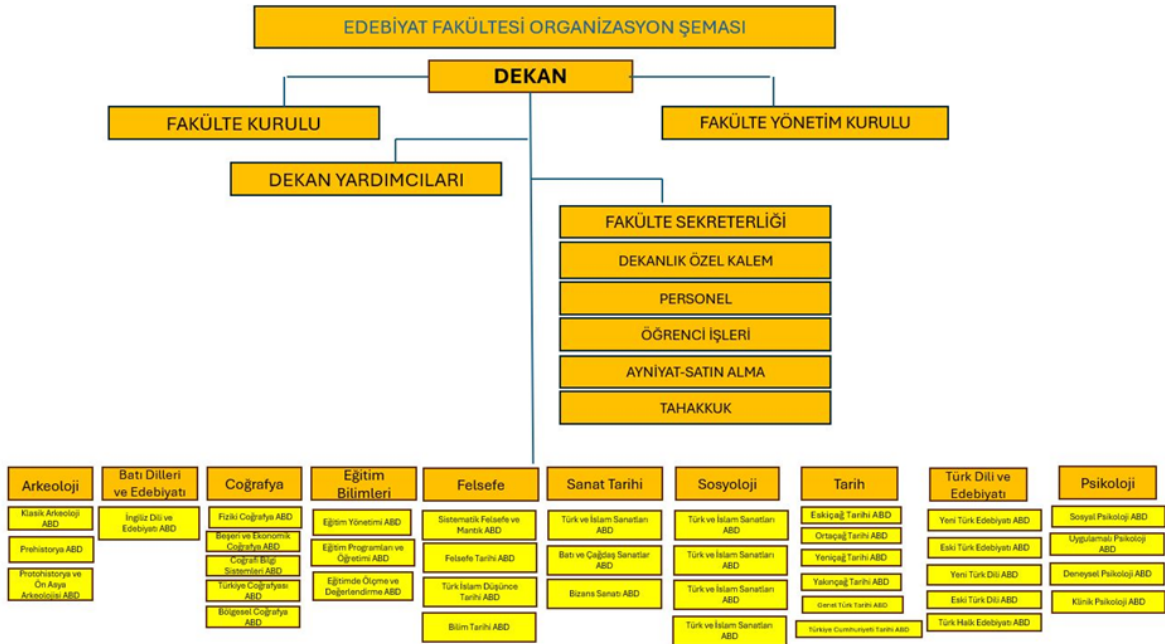 EDEBİYAT FAKÜLTESİ ORGANİZASYON ŞEMASI
DEKAN
FAKÜLTE KURULU
FAKÜLTE YÖNETİM KURULU
DEKAN YARDIMCILARI
FAKÜLTE SEKRETERLİĞİ
DEKANLIK ÖZEL KALEM
PERSONEL
ÖĞRENCİ İŞLERİ
AYNİYAT-SATIN ALMA
TAHAKKUK
Arkeoloji
Klasik Arkeoloji
ABD
Prehistorya ABD
Protohistorya ve
Ön Asya
Arkeolojisi ABD
Batı Dilleri
ve Edebiyatı
İngiliz Dili ve
Edebiyatı ABD
Coğrafya
Fiziki Coğrafya ABD
Beşeri ve Ekonomik
Coğrafya ABD
Coğrafi Bilgi
Sistemleri ABD
Türkiye Coğrafyası
ABD
Bölgesel Coğrafya
ABD
Eğitim
Bilimleri
Eğitim Yönetimi ABD
Eğitim Programları ve
Öğretimi ABD
Eğitimde Ölçme ve
Değerlendirme ABD
Felsefe
Sistematik Felsefe ve
Mantık ABD
Felsefe Tarihi ABD
Türk İslam Düşünce
Tarihi ABD
Bilim Tarihi ABD
Sanat Tarihi
Türk ve İslam Sanatları
ABD
Batı ve Çağdaş Sanatlar
ABD
Bizans Sanatı ABD
Sosyoloji
Türk ve İslam Sanatları
ABD
Türk ve İslam Sanatları
ABD
Türk ve İslam Sanatları
ABD
Türk ve İslam Sanatları
ABD
Tarih
Eskiçağ Tarihi ABD
Ortaçağ Tarihi ABD
Yeniçağ Tarihi ABD
Yakınçağ Tarihi ABD
Genel Türk Tarihi ABD
Türkiye Cumhuriyeti Tarihi ABD
Türk Dili ve
Edebiyatı
Yeni Türk Edebiyatı ABD
Eski Türk Edebiyatı ABD
Yeni Türk Dili ABD
Eski Türk Dili ABD
Türk Halk Edebiyatı ABD
Psikoloji
Sosyal Psikoloji ABD
Uygulamalı Psikoloji
ABD
Deneysel Psikoloji ABD
Klinik Psikoloji ABD